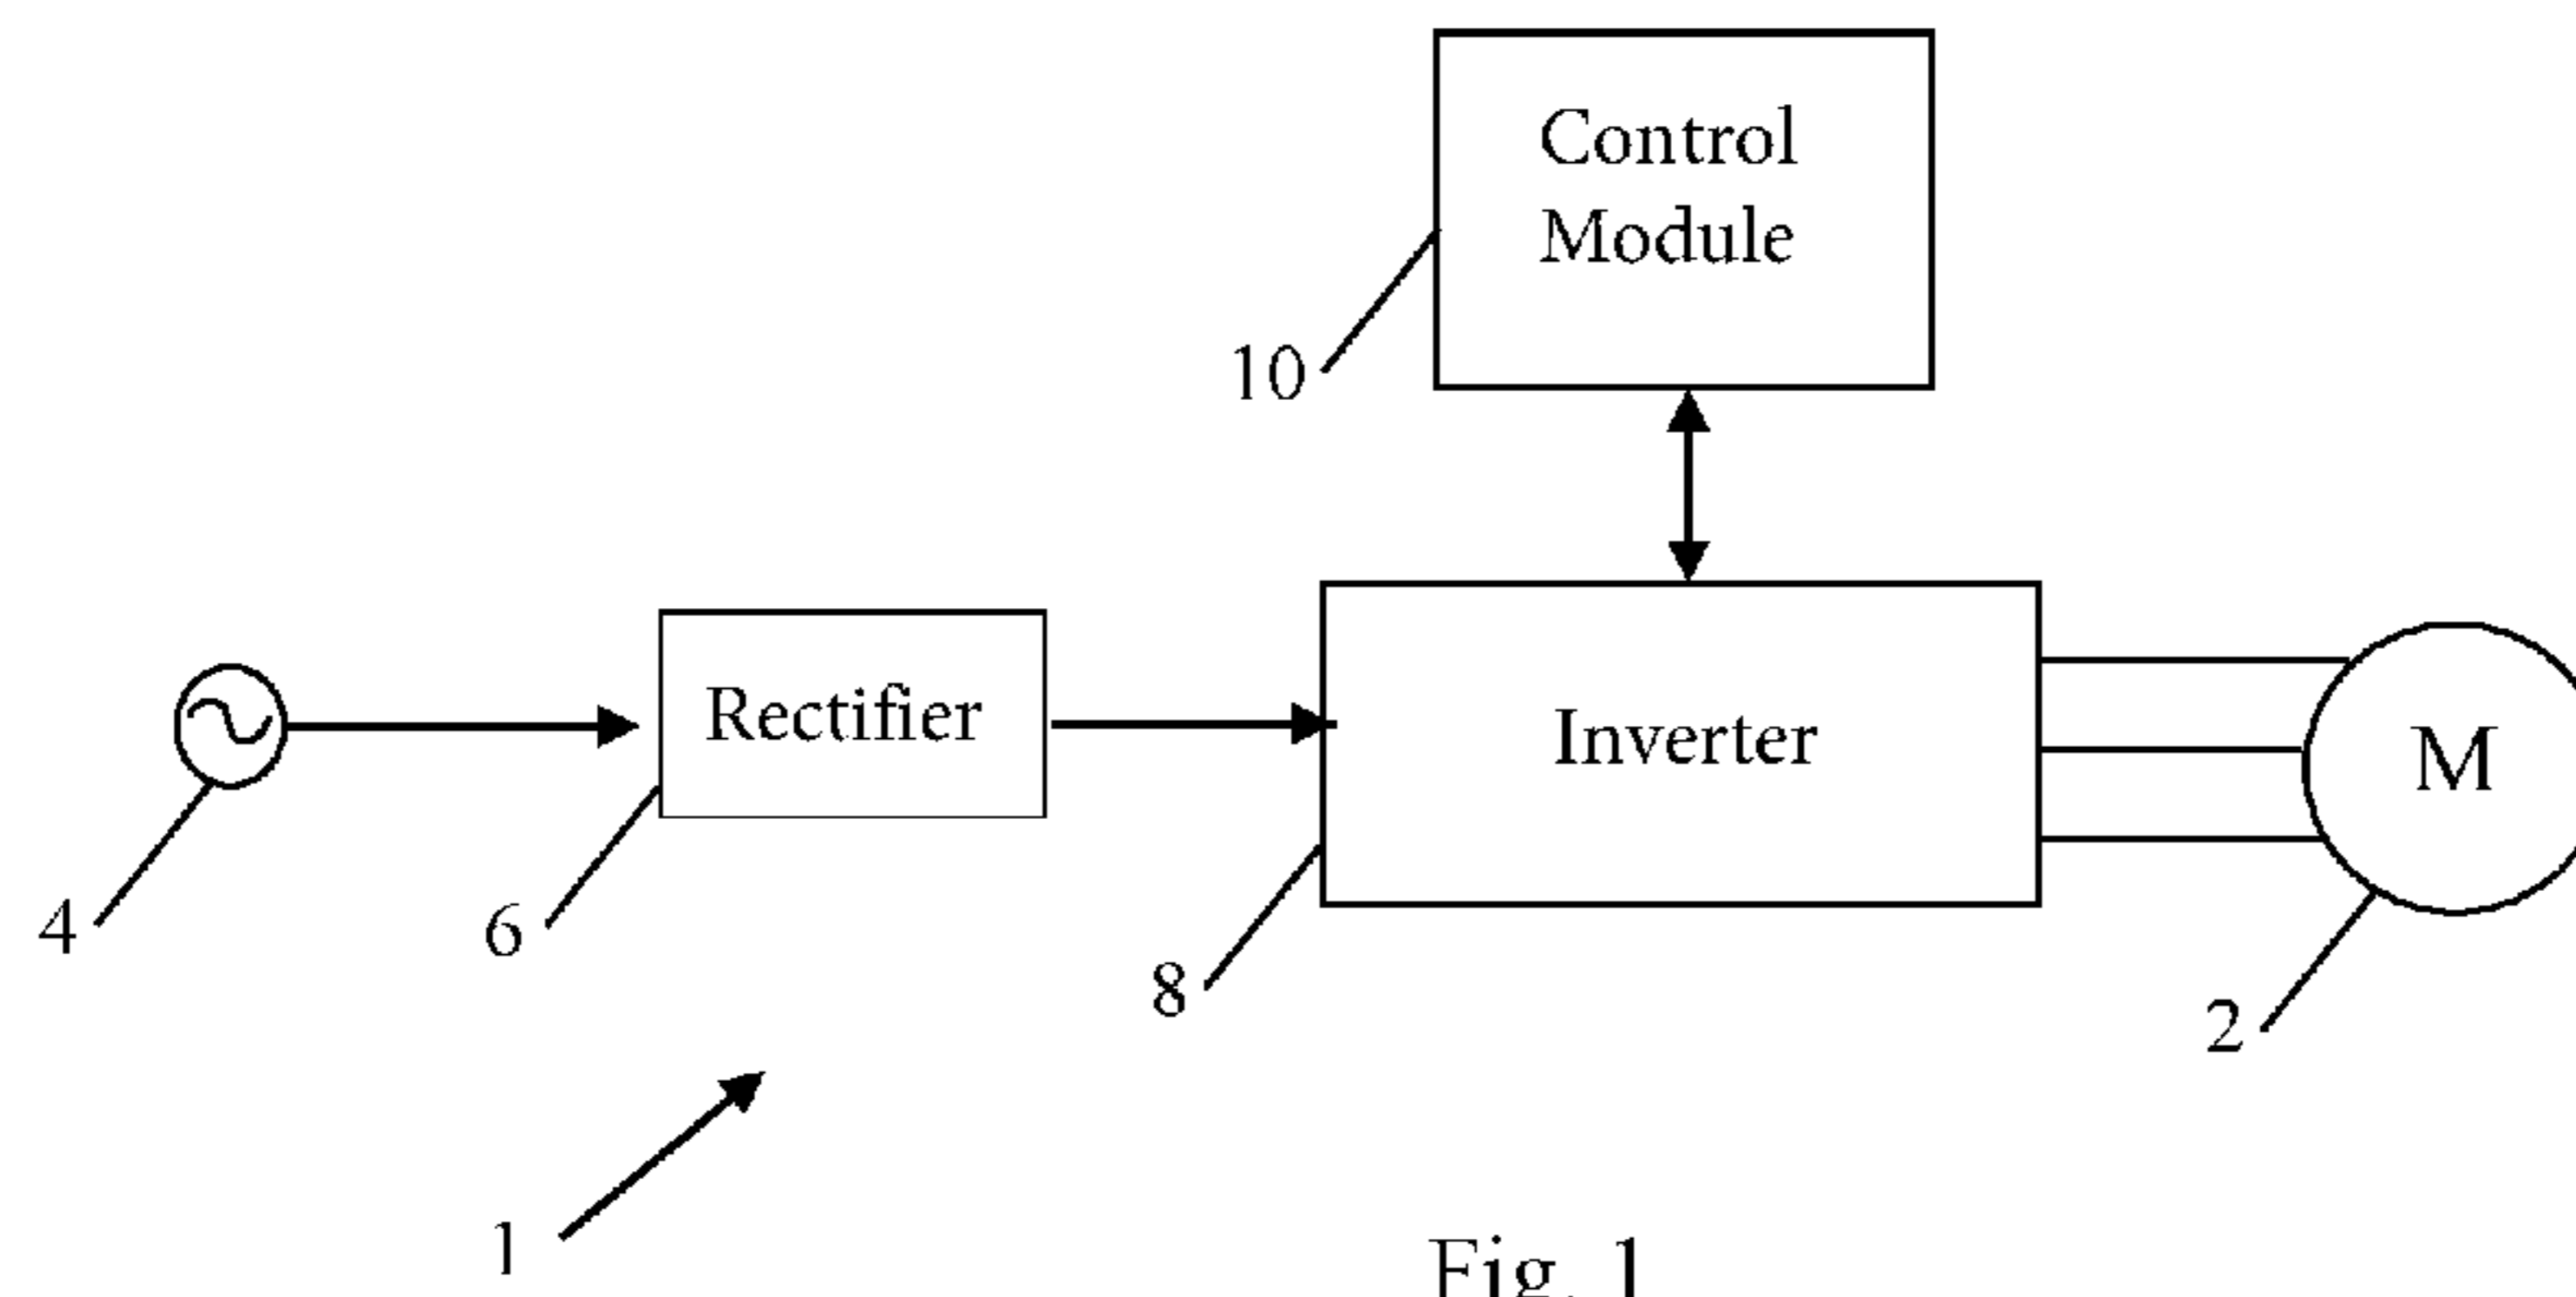 Control
Module
10
Rectifier
Inverter
M
4
6
8
2
1
Fig. 1